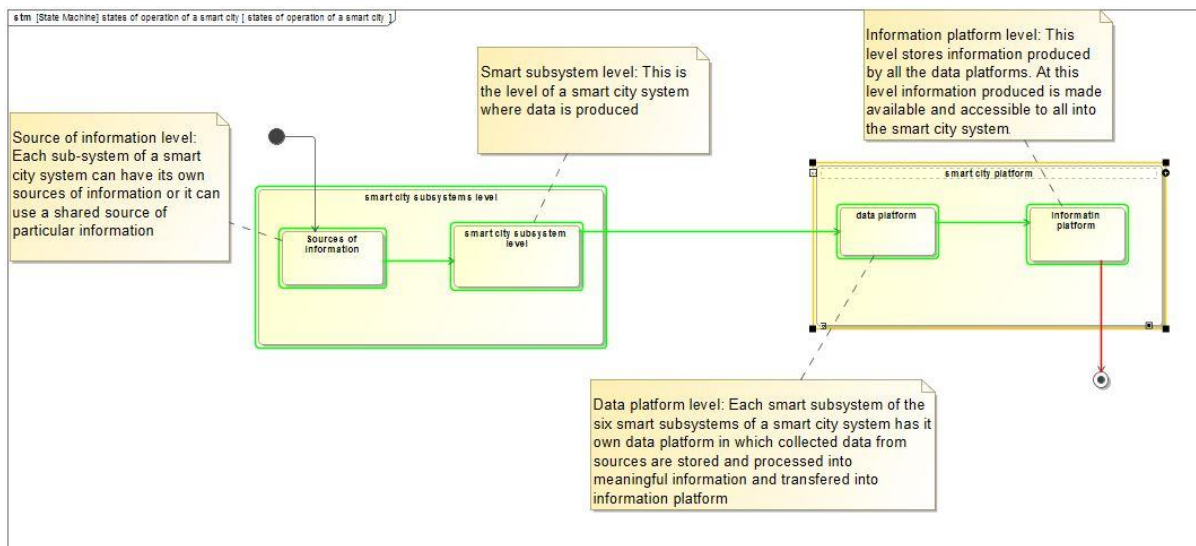 stm [State Machine] states of operation of a smart city [ states of operation of a smart city ]
Source of information level:
Each sub-system of a smart
city system can have its own
sources of information or it can
use a shared source of
particular information
Smart subsystem level: This is
the level of a smart city system
where data is produced
Information platform level: This
level stores information produced
by all the data platforms. At this
level information produced is made
available and accessible to all into
the smart city system
smart city subsystems level
Sources of
information
smart city subsystem
level
smart city platform
data platform
Informatin
platform
Data platform level: Each smart subsystem of the
six smart subsystems of a smart city system has it
own data platform in which collected data from
sources are stored and processed into
meaningful information and transfered into
information platform